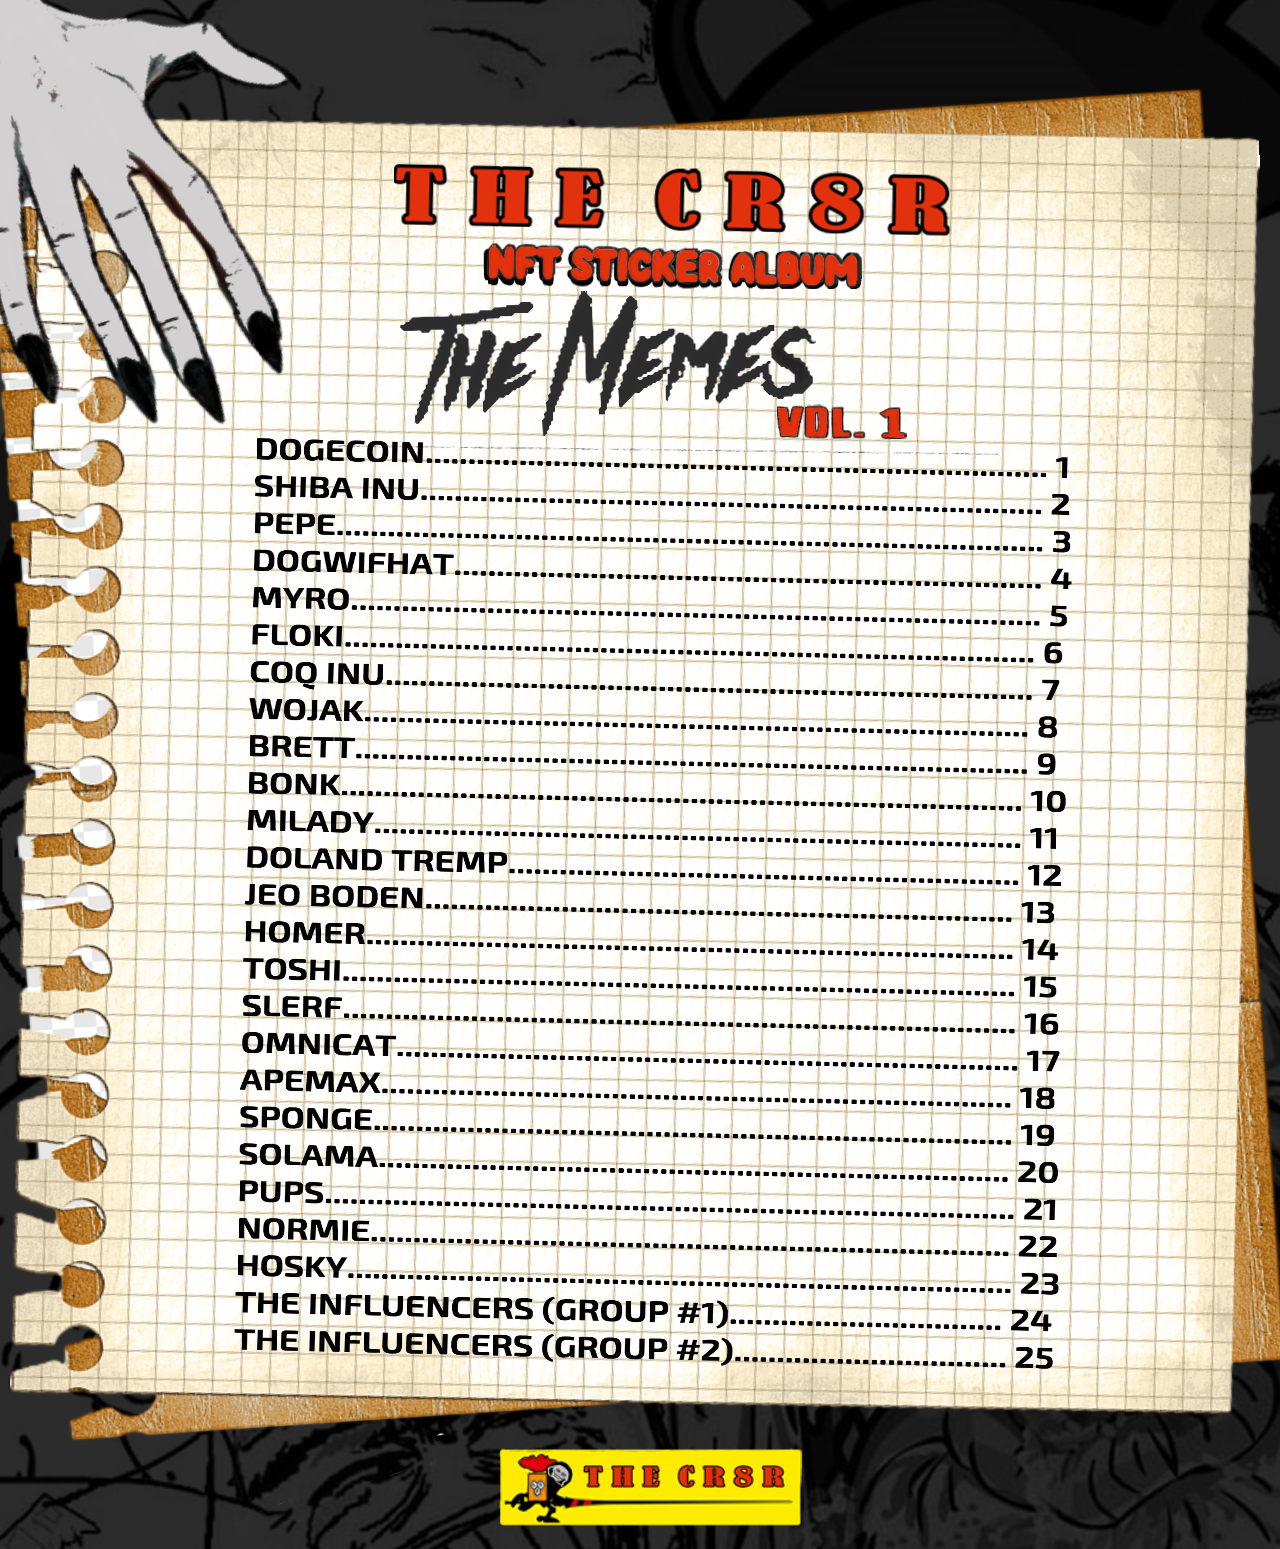 THE CR8R
NFT STICKER ALBUM
THE MEMES
VOL. 1
DOGECOIN........................................................................ 1
SHIBA INU........................................................................ 2
PEPE.................................................................................. 3
DOGWIFHAT.................................................................... 4
MYRO................................................................................ 5
FLOKI................................................................................ 6
COQ INU........................................................................... 7
WOJAK............................................................................. 8
BRETT.............................................................................. 9
BONK............................................................................... 10
MILADY........................................................................... 11
DOLAND TREMP........................................................... 12
JEO BODEN.................................................................... 13
HOMER........................................................................... 14
TOSHI.............................................................................. 15
SLERF.............................................................................. 16
OMNICAT........................................................................ 17
APEMAX......................................................................... 18
SPONGE.......................................................................... 19
SOLAMA......................................................................... 20
PUPS................................................................................ 21
NORMIE.......................................................................... 22
HOSKY............................................................................. 23
THE INFLUENCERS (GROUP #1)................................ 24
THE INFLUENCERS (GROUP #2)................................ 25
THE CR8R